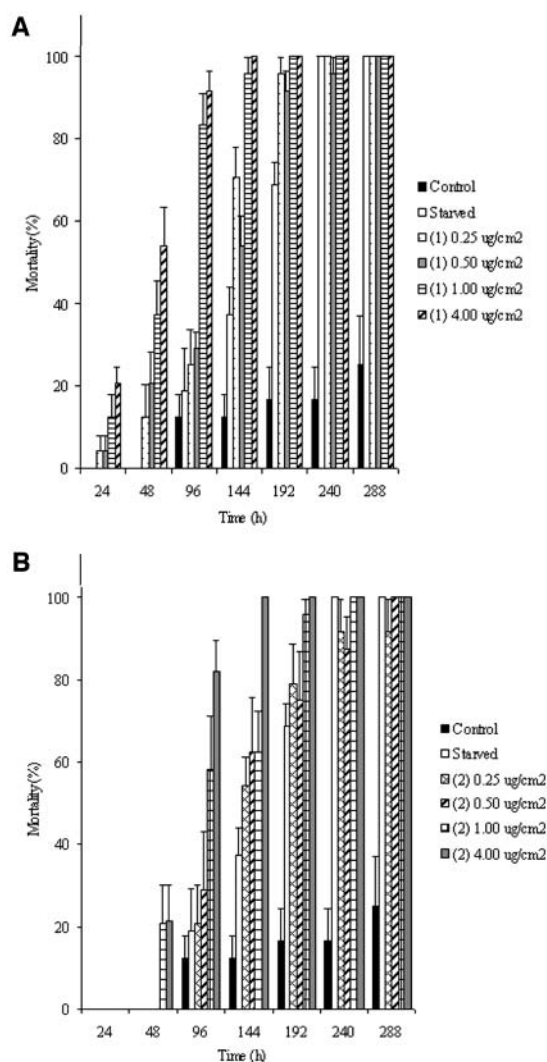 A
100
80
60
40
20
0
Mortality(%)
24 48 96 144 192 240 288
Time (h)
Control
Starved
(1) 0.25 ug/cm2
(1) 0.50 ug/cm2
(1) 1.00 ug/cm2
(1) 4.00 ug/cm2
B
100
80
60
40
20
0
Mortality(%)
24 48 96 144 192 240 288
Time (h)
Control
Starved
(2) 0.25 ug/cm2
(2) 0.50 ug/cm2
(2) 1.00 ug/cm2
(2) 4.00 ug/cm2